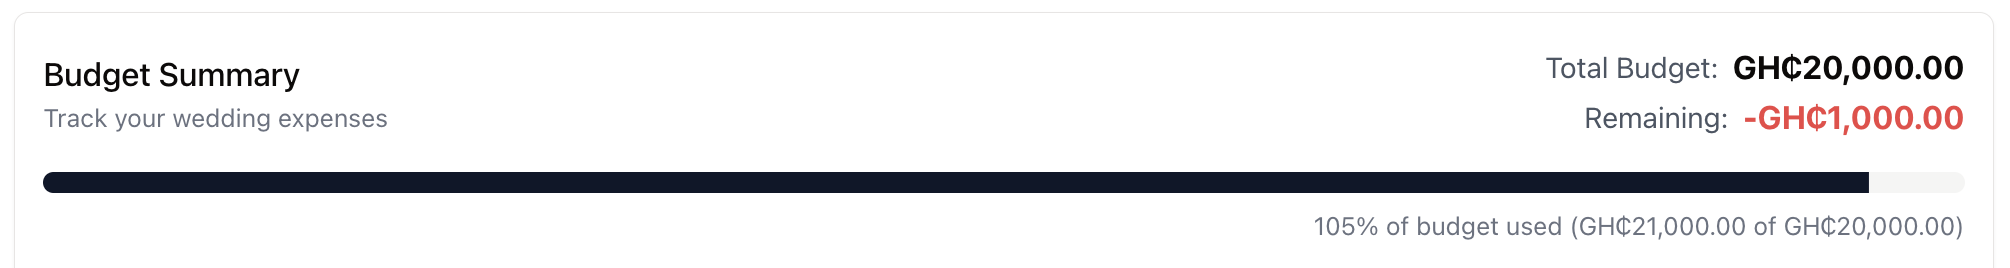 Budget Summary
Track your wedding expenses
Total Budget: GH₵20,000.00
Remaining: -GH₵1,000.00
105% of budget used (GH₵21,000.00 of GH₵20,000.00)